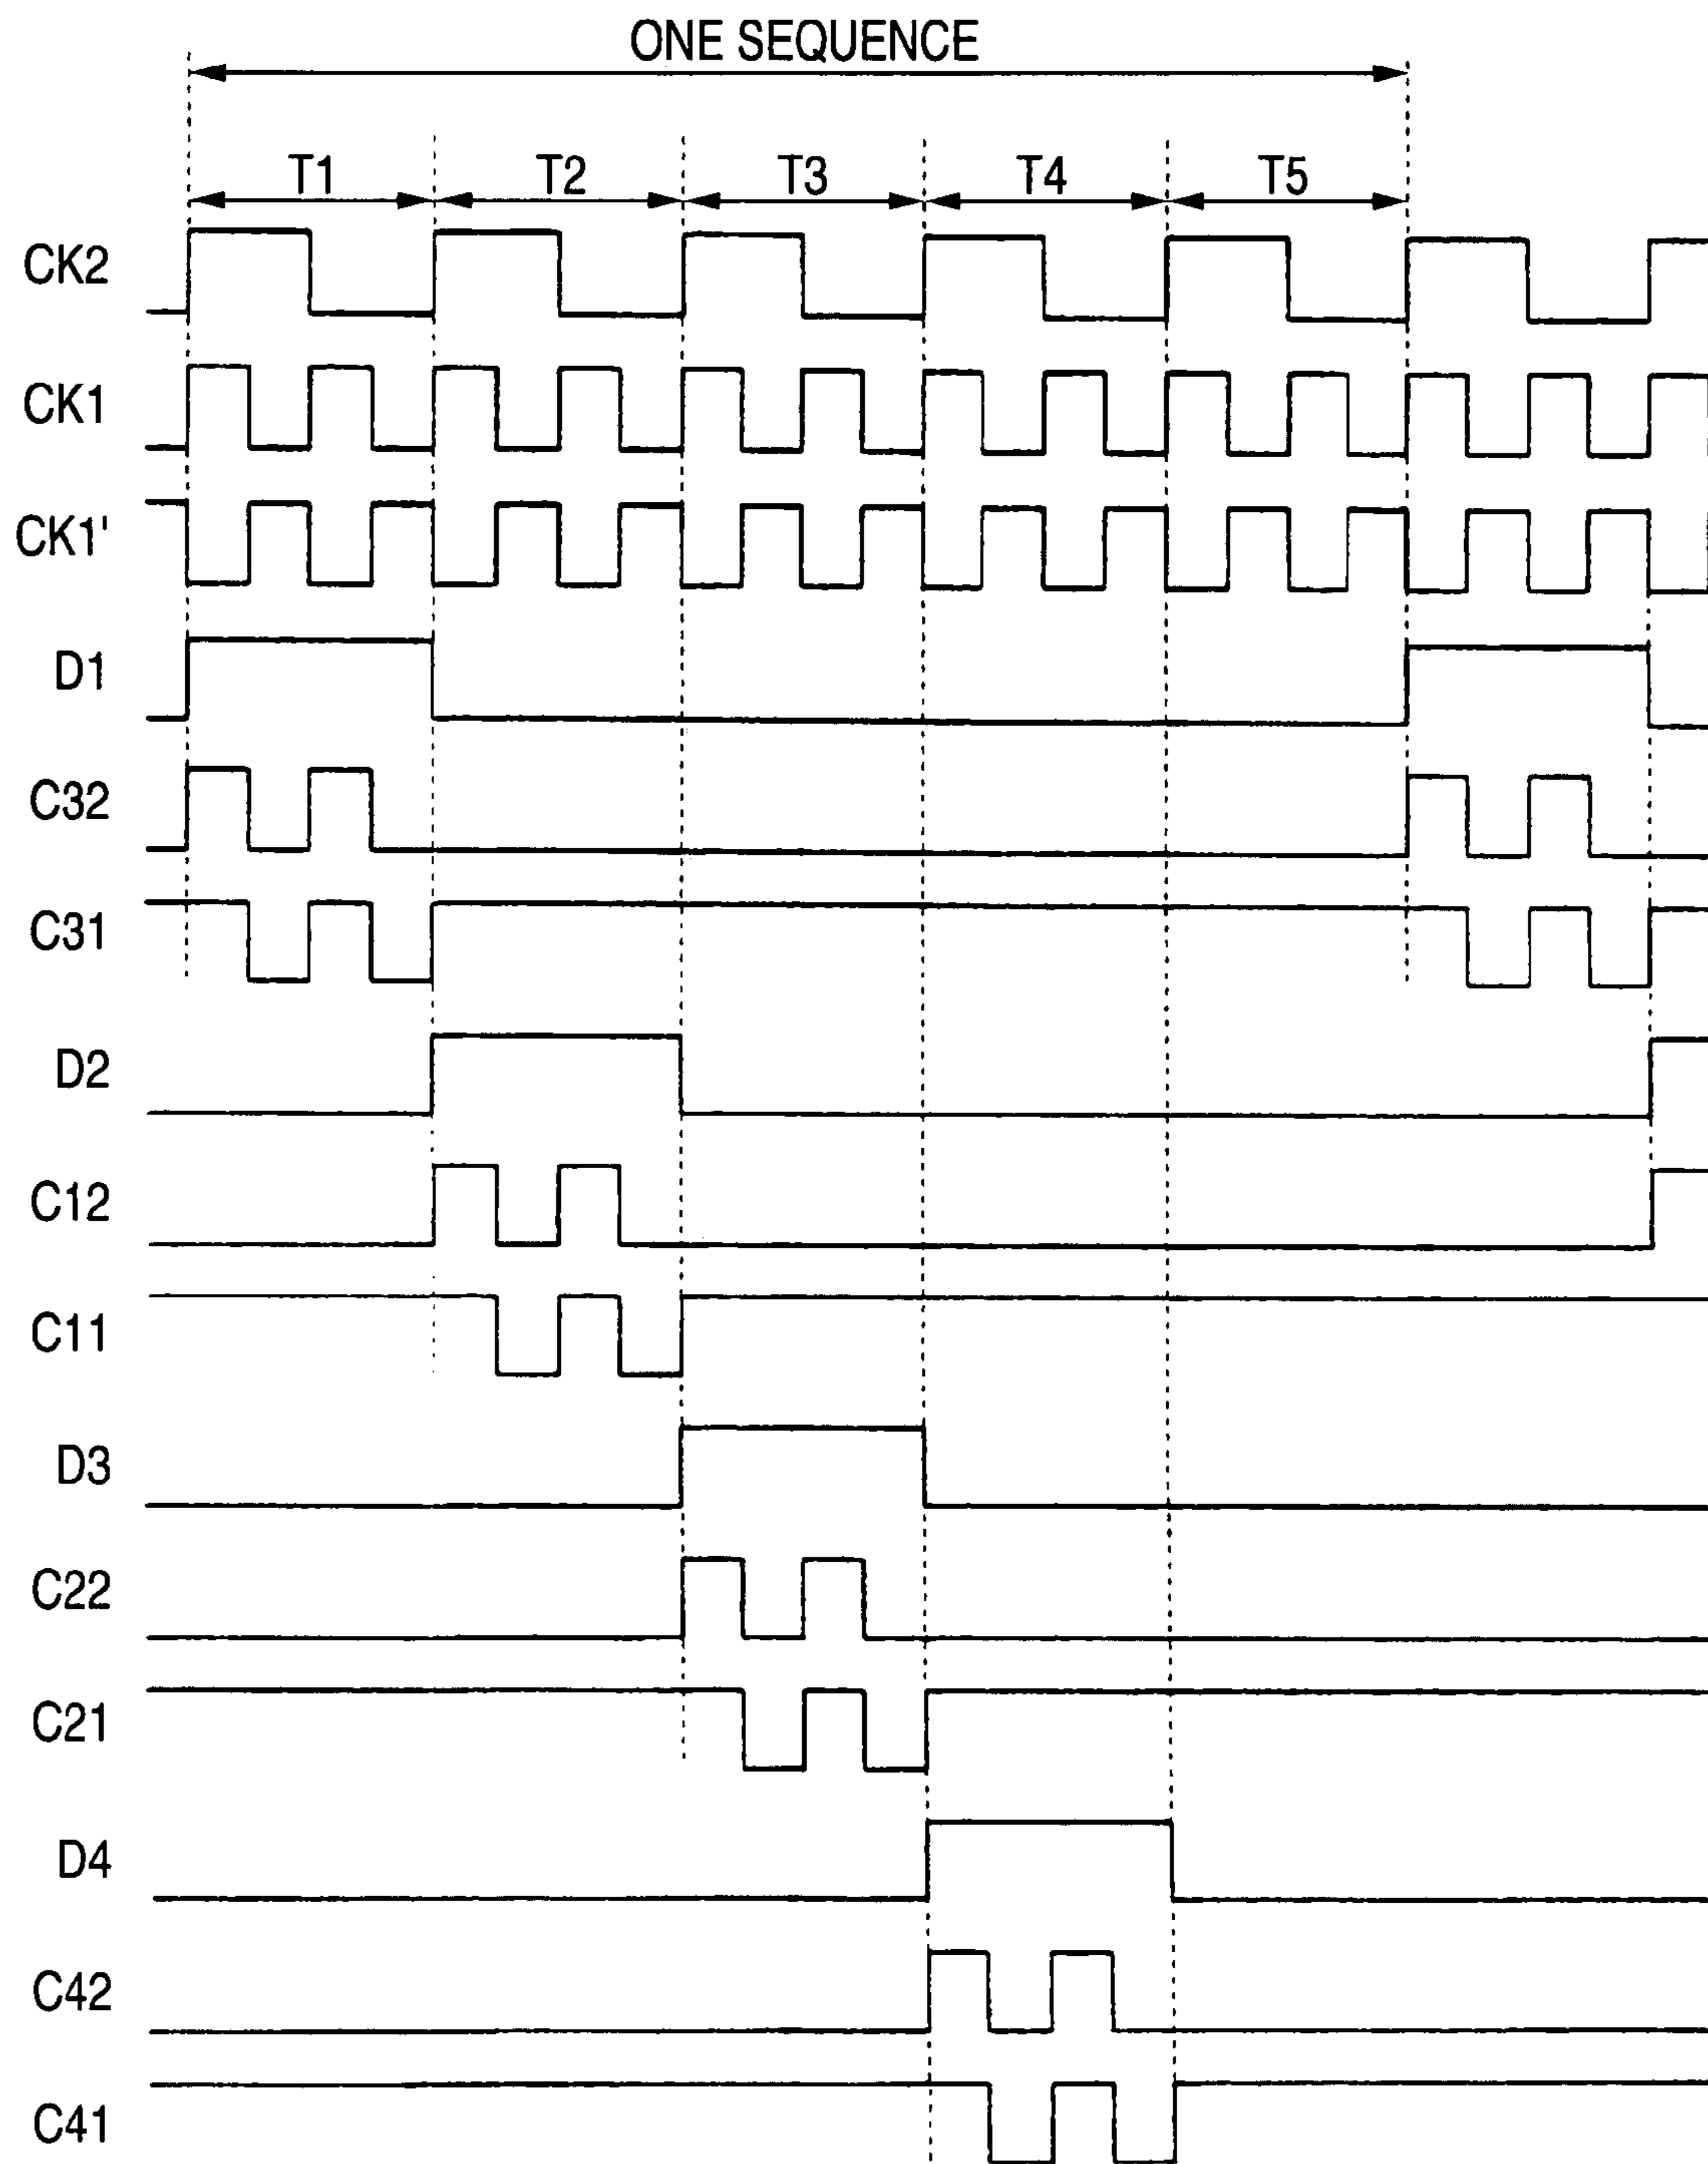 ONE SEQUENCE
T1 T2 T3 T4 T5
CK2
CK1
CK1'
D1
C32
C31
D2
C12
C11
D3
C22
C21
D4
C42
C41